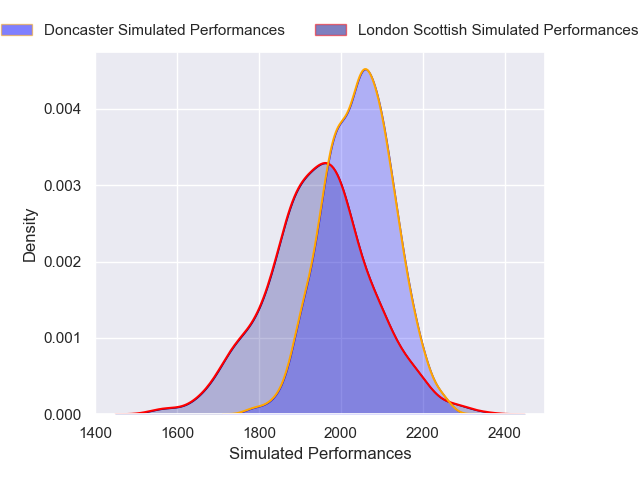 Doncaster Simulated Performances London Scottish Simulated Performances
0.004
0.003
0.002
0.001
0.000
Density
1400 1600 1800 2000 2200 2400
Simulated Performances